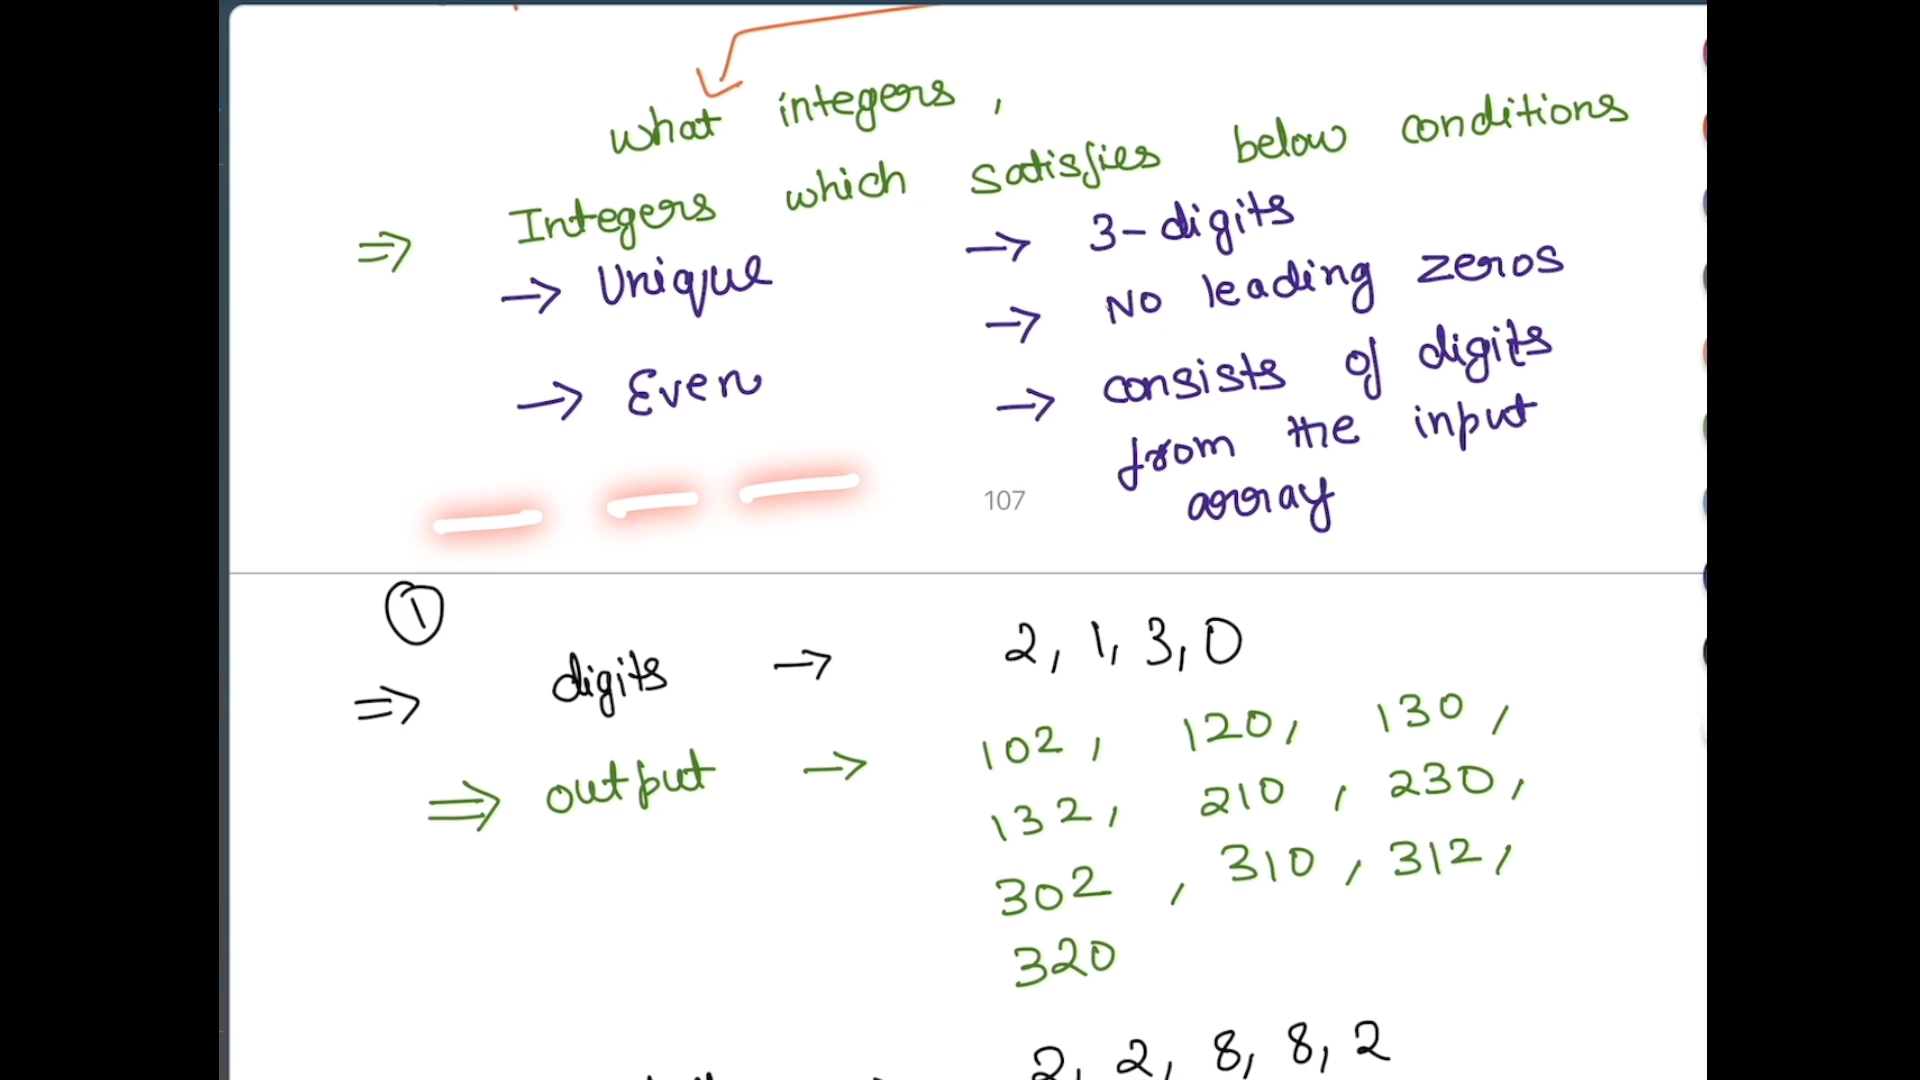 what integers,
⇒ Integers which satisfies below conditions
→ Unique → 3-digits
→ No leading zeros
→ Even → consists of digits
from the input
array
107
①
⇒ digits → 2, 1, 3, 0
⇒ output → 102, 120, 130,
132, 210, 230,
302, 310, 312,
320
2, 2, 8, 8, 2